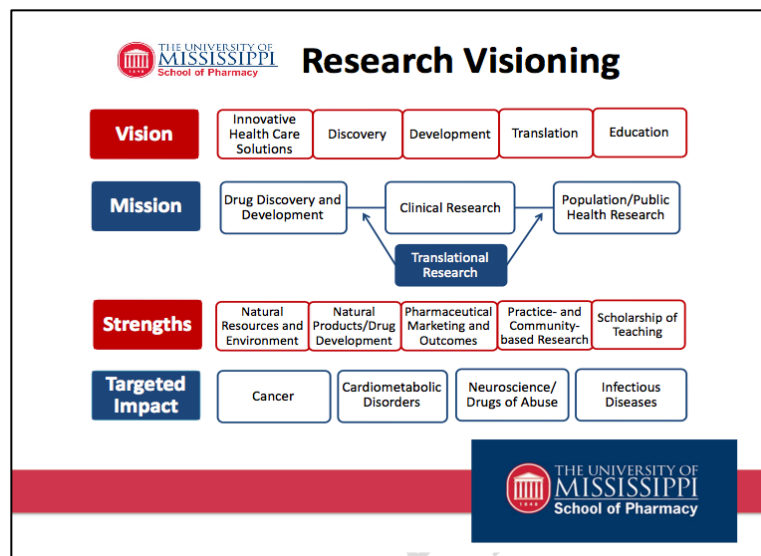 THE UNIVERSITY OF
MISSISSIPPI
School of Pharmacy
1848
Research Visioning
Vision
Innovative
Health Care
Solutions
Discovery
Development
Translation
Education
Mission
Drug Discovery and
Development
Clinical Research
Population/Public
Health Research
Translational
Research
Strengths
Natural
Resources and
Environment
Natural
Products/Drug
Development
Pharmaceutical
Marketing and
Outcomes
Practice- and
Community-
based Research
Scholarship of
Teaching
Targeted
Impact
Cancer
Cardiometabolic
Disorders
Neuroscience/
Drugs of Abuse
Infectious
Diseases
THE UNIVERSITY OF
MISSISSIPPI
School of Pharmacy
1848